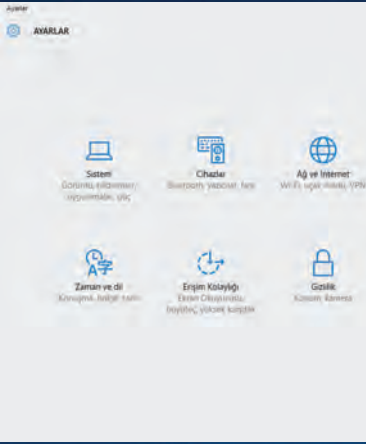 Ayarlar
AYARLAR
Sistem
Cihazlar
Ağ ve İnternet
Görüntü, bildirimler,
Bluetooth, yazıcılar, fare
Wi-Fi, uçak modu, VPN
uygulmalar, güç
Zaman ve dil
Erişim Kolaylığı
Gizlilik
Konuşma, bölge, tarih
Ekran Okuyucusu,
Konum, kamera
büyüteç, yüksek karşıtlık